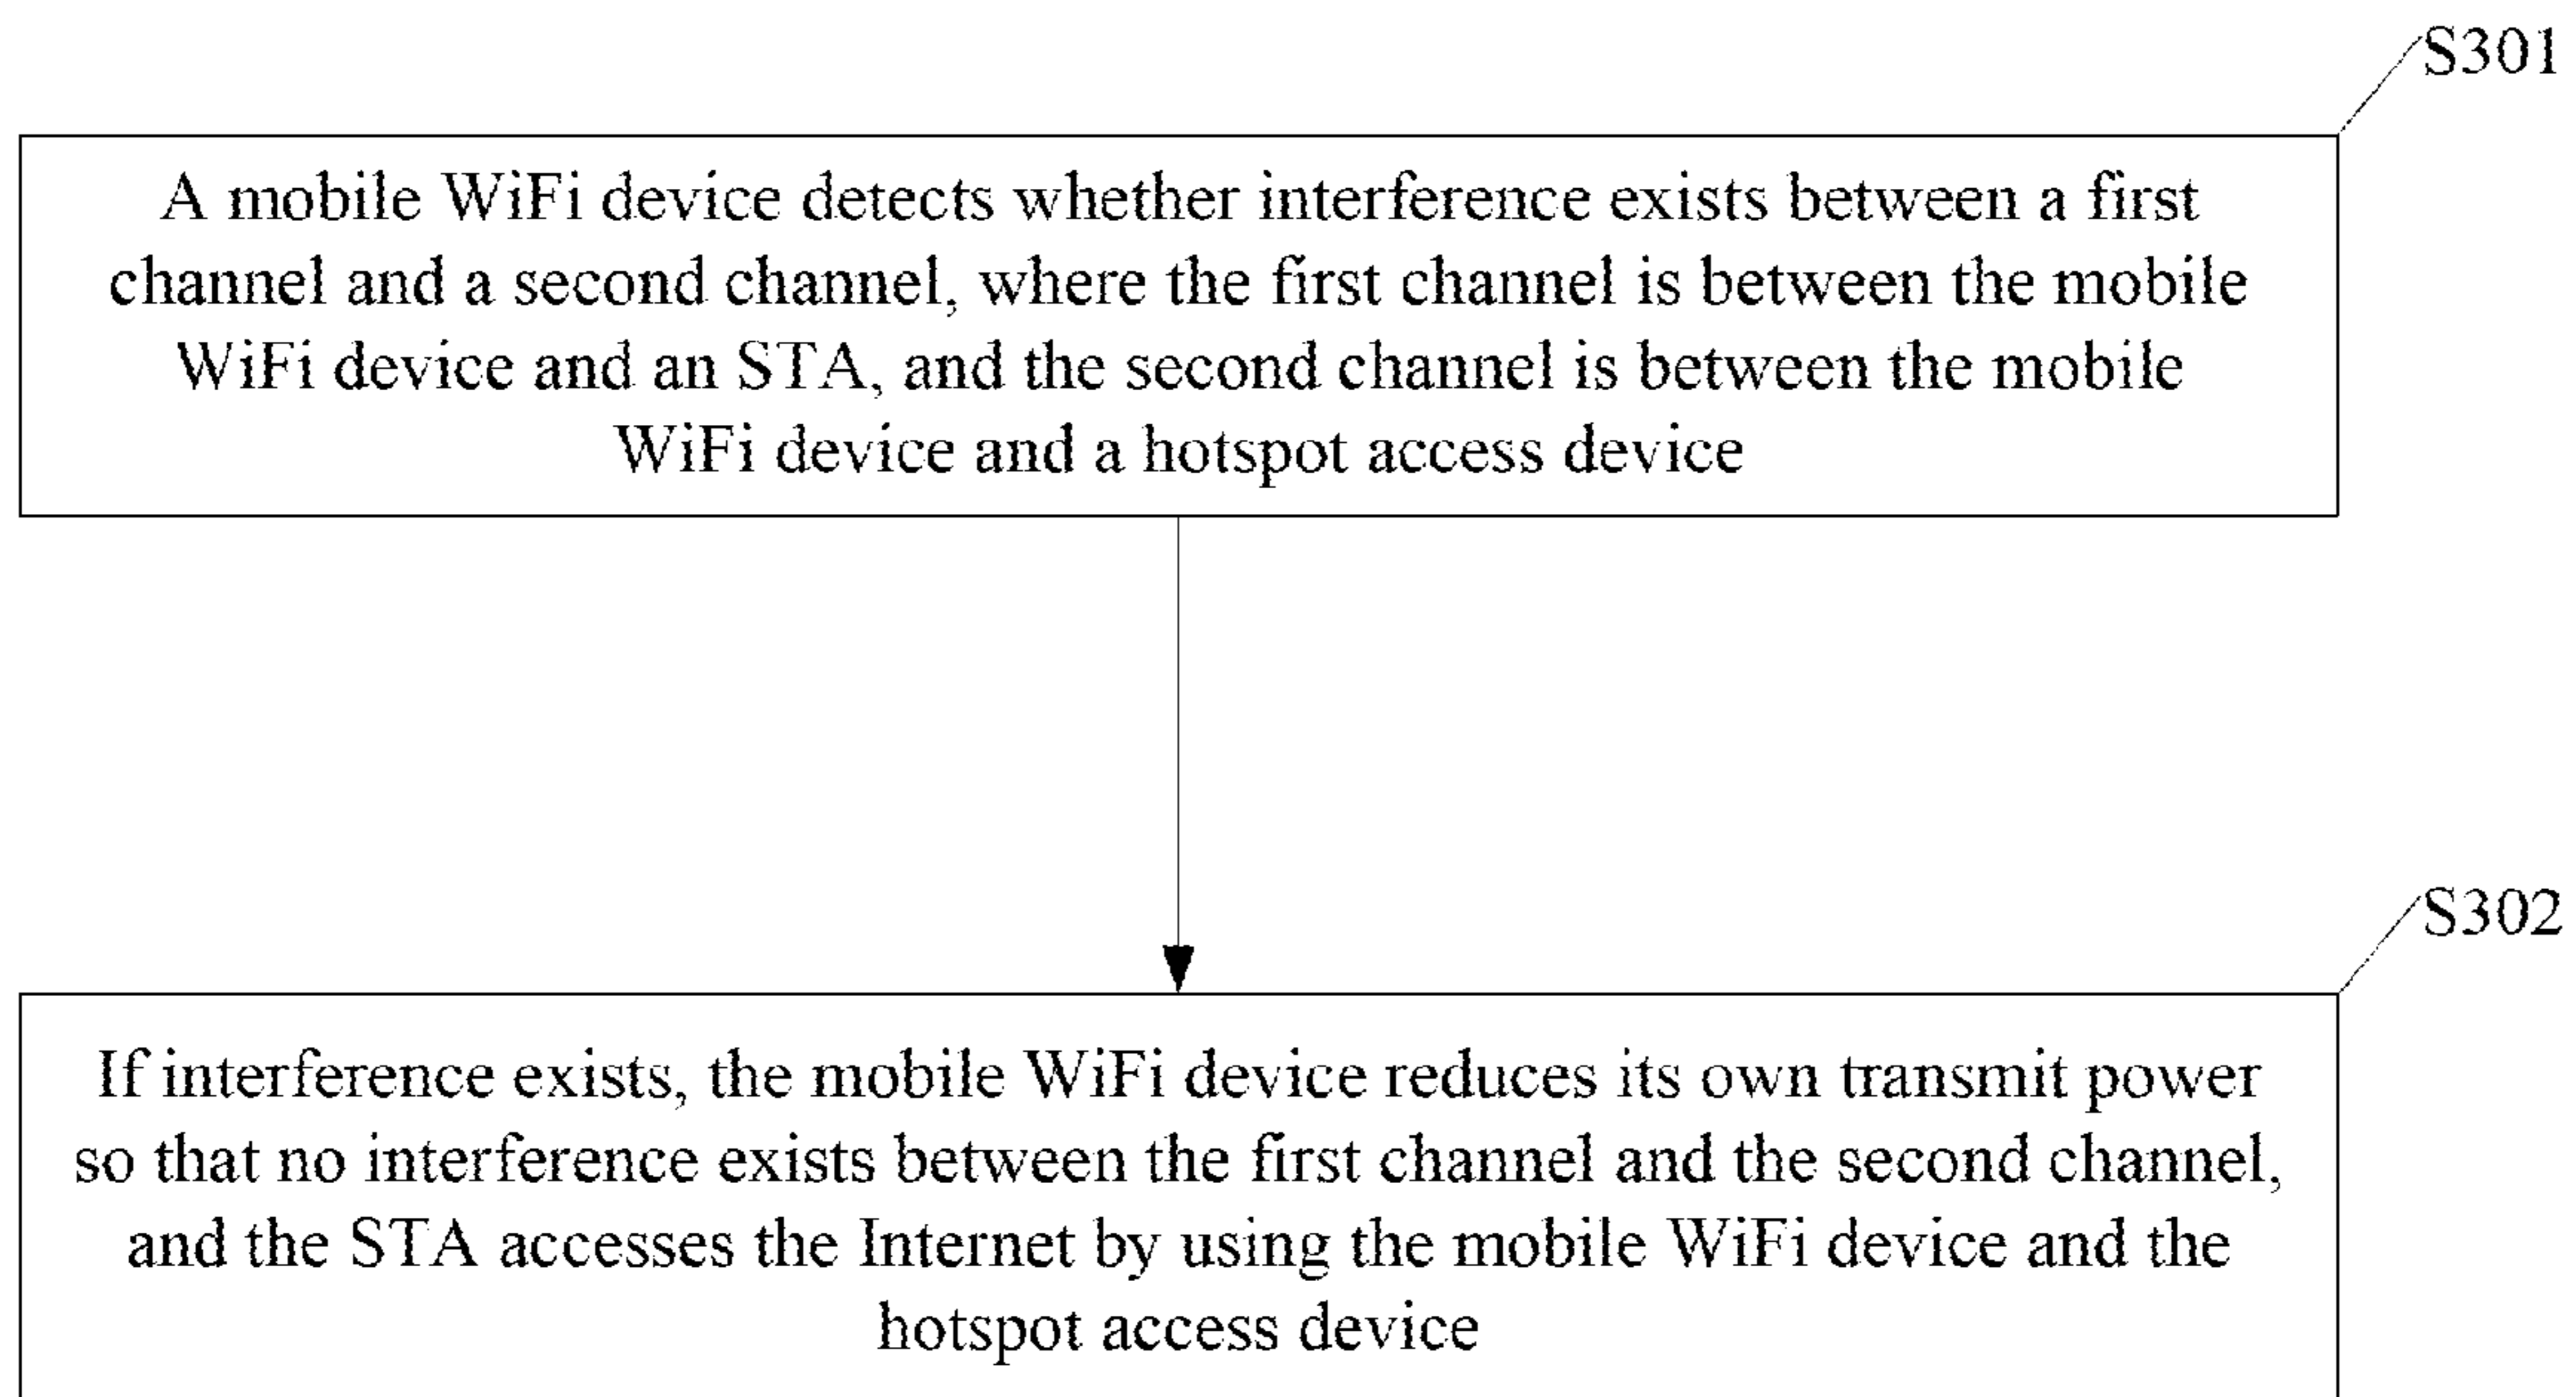 S301
A mobile WiFi device detects whether interference exists between a first
channel and a second channel, where the first channel is between the mobile
WiFi device and an STA, and the second channel is between the mobile
WiFi device and a hotspot access device
S302
If interference exists, the mobile WiFi device reduces its own transmit power
so that no interference exists between the first channel and the second channel,
and the STA accesses the Internet by using the mobile WiFi device and the
hotspot access device